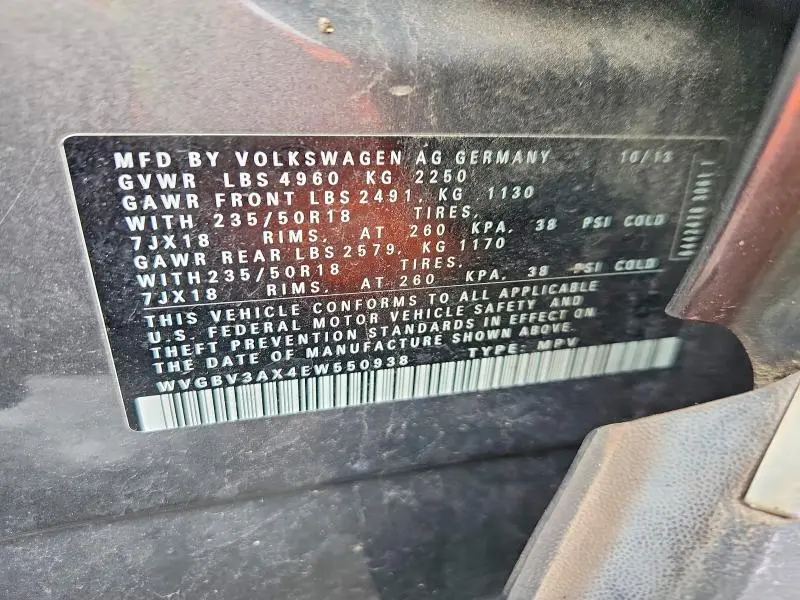 MFD BY VOLKSWAGEN AG GERMANY 10/13
GVWR LBS 4960 KG 2250
GAWR FRONT LBS 2491, KG 1130
WITH 235/50R18 TIRES,
7JX18 RIMS, AT 260 KPA, 38 PSI COLD
GAWR REAR LBS 2579, KG 1170
WITH 235/50R18 TIRES,
7JX18 RIMS, AT 260 KPA, 38 PSI COLD
THIS VEHICLE CONFORMS TO ALL APPLICABLE
U.S. FEDERAL MOTOR VEHICLE SAFETY AND
THEFT PREVENTION STANDARDS IN EFFECT ON
THE DATE OF MANUFACTURE SHOWN ABOVE.
WVGBV3AX4EW550938 TYPE: MPV